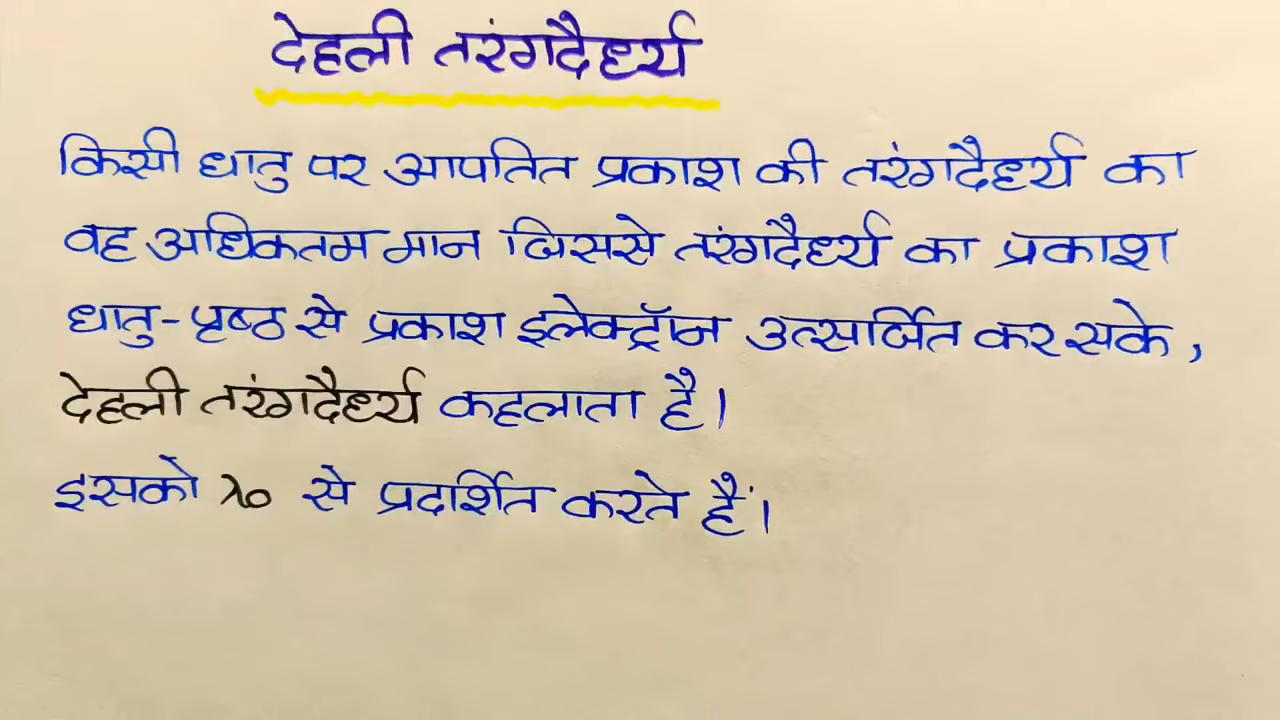 देहली तरंगदैर्ध्य
किसी धातु पर आपतित प्रकाश की तरंगदैर्ध्य का
वह अधिकतम मान जिससे तरंगदैर्ध्य का प्रकाश
धातु-पृष्ठ से प्रकाश इलेक्ट्रॉन उत्सर्जित कर सके,
देहली तरंगदैर्ध्य कहलाता है।
इसको λ0 से प्रदर्शित करते हैं।